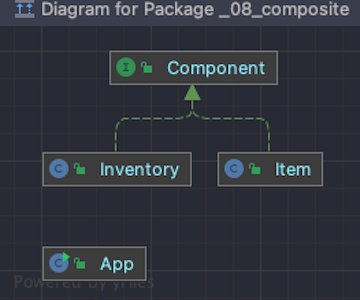 Diagram for Package _08_composite
I Component
C Inventory
C Item
C App
Powered by yFiles